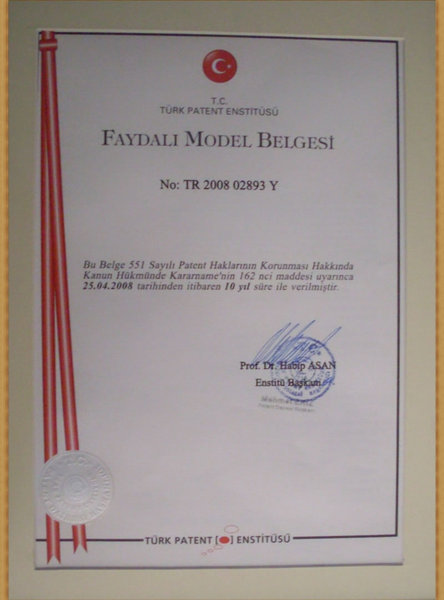 T.C.
TÜRK PATENT ENSTİTÜSÜ
FAYDALI MODEL BELGESİ
No: TR 2008 02893 Y
Bu Belge 551 Sayılı Patent Haklarının Korunması Hakkında
Kanun Hükmünde Kararname'nin 162 nci maddesi uyarınca
25.04.2008 tarihinden itibaren 10 yıl süre ile verilmiştir.
Prof. Dr. Habip ASAN
Enstitü Başkanı
TÜRK PATENT ENSTİTÜSÜ